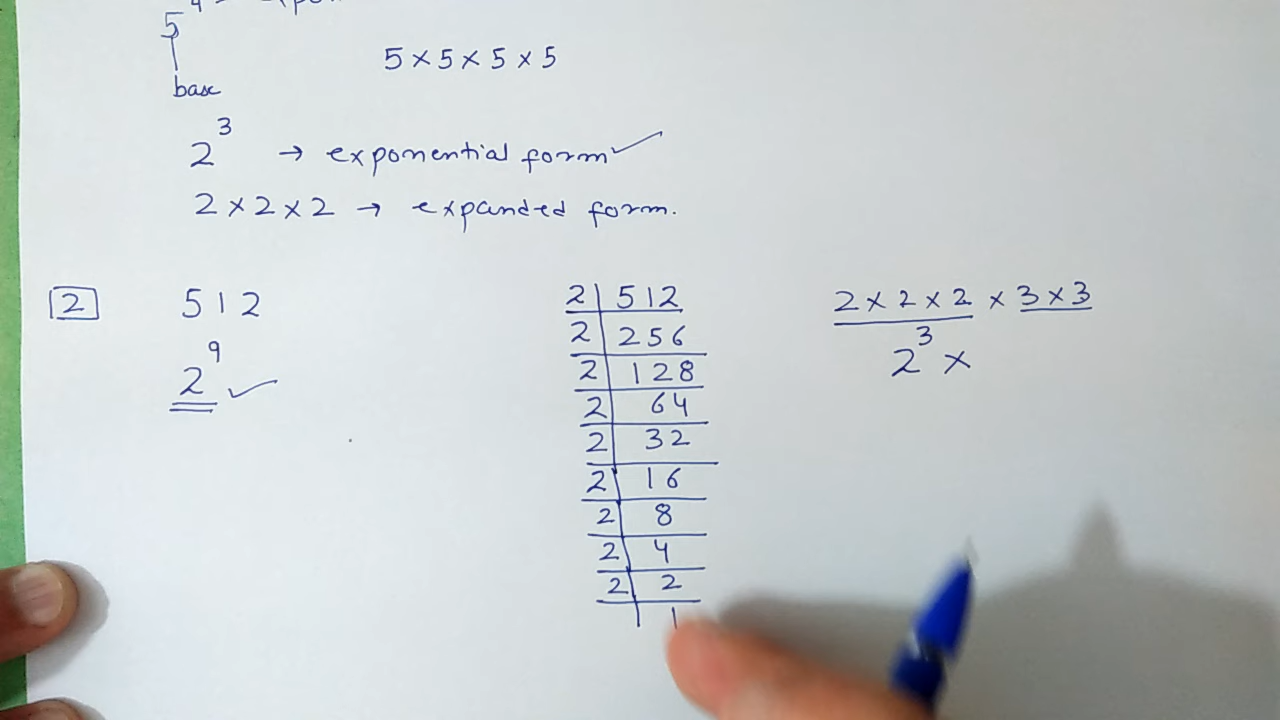 5⁴
5 × 5 × 5 × 5
base
2³ → exponential form ✓
2 × 2 × 2 → expanded form.
2 512
2⁹ ✓
2 | 512
2 | 256
2 | 128
2 | 64
2 | 32
2 | 16
2 | 8
2 | 4
2 | 2
| 1
2 × 2 × 2 × 3 × 3
2³ ×